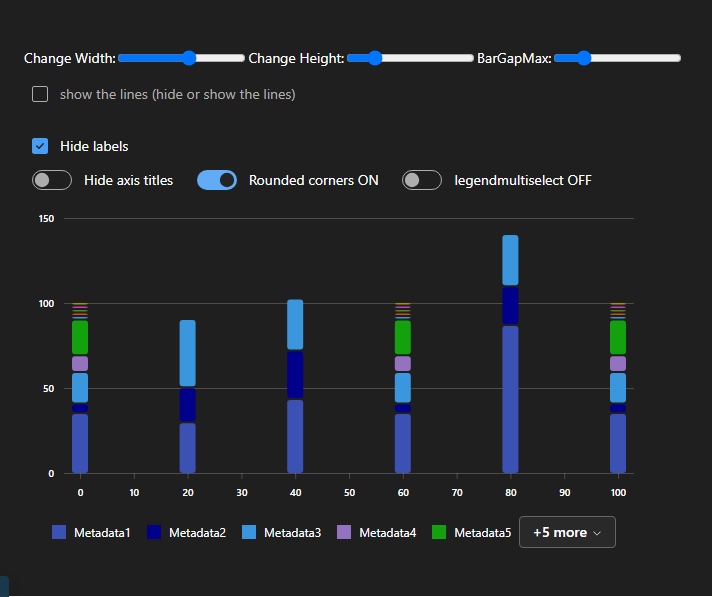 Change Width: Change Height: BarGapMax:
show the lines (hide or show the lines)
Hide labels
Hide axis titles Rounded corners ON legendmultiselect OFF
150
100
50
0
0 10 20 30 40 50 60 70 80 90 100
Metadata1 Metadata2 Metadata3 Metadata4 Metadata5 +5 more